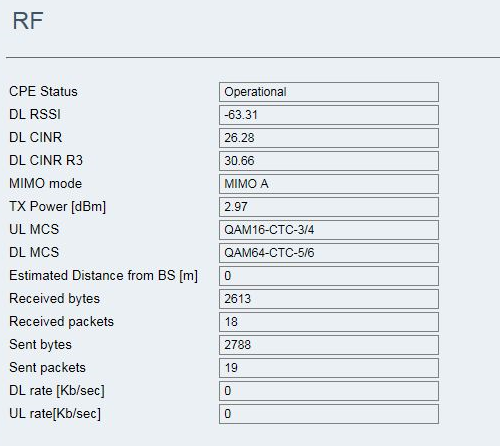 RF
CPE Status Operational
DL RSSI -63.31
DL CINR 26.28
DL CINR R3 30.66
MIMO mode MIMO A
TX Power [dBm] 2.97
UL MCS QAM16-CTC-3/4
DL MCS QAM64-CTC-5/6
Estimated Distance from BS [m] 0
Received bytes 2613
Received packets 18
Sent bytes 2788
Sent packets 19
DL rate [Kb/sec] 0
UL rate[Kb/sec] 0